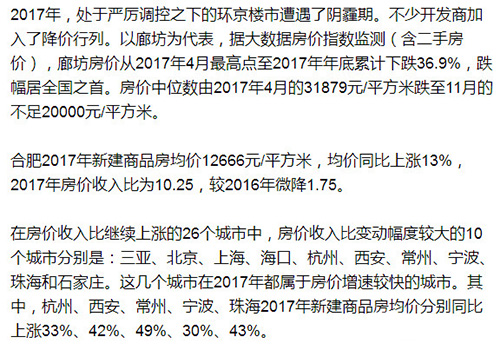 2017年，处于严厉调控之下的环京楼市遭遇了阴霾期。不少开发商加
入了降价行列。以廊坊为代表，据大数据房价指数监测（含二手房
价），廊坊房价从2017年4月最高点至2017年年底累计下跌36.9%，跌
幅居全国之首。房价中位数由2017年4月的31879元/平方米跌至11月的
不足20000元/平方米。
合肥2017年新建商品房均价12666元/平方米，均价同比上涨13%，
2017年房价收入比为10.25，较2016年微降1.75。
在房价收入比继续上涨的26个城市中，房价收入比变动幅度较大的10
个城市分别是：三亚、北京、上海、海口、杭州、西安、常州、宁波、
珠海和石家庄。这几个城市在2017年都属于房价增速较快的城市。其
中，杭州、西安、常州、宁波、珠海2017年新建商品房均价分别同比
上涨33%、42%、49%、30%、43%。